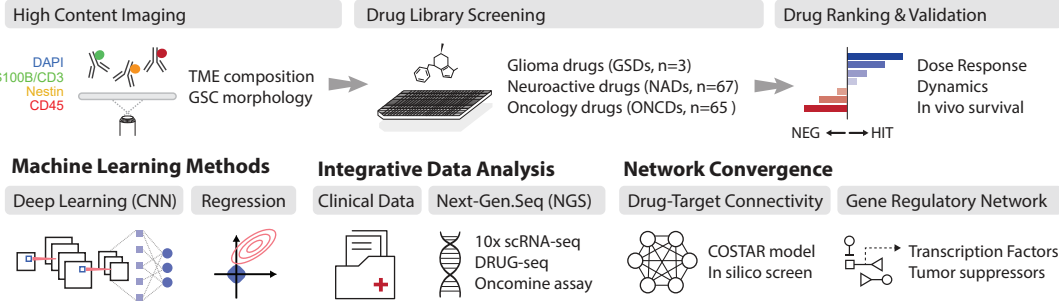 High Content Imaging
Drug Library Screening
Drug Ranking & Validation
DAPI
S100B/CD3
Nestin
CD45
TME composition
GSC morphology
Glioma drugs (GSDs, n=3)
Neuroactive drugs (NADs, n=67)
Oncology drugs (ONCDs, n=65 )
NEG
HIT
Dose Response
Dynamics
In vivo survival
Machine Learning Methods
Integrative Data Analysis
Network Convergence
Deep Learning (CNN)
Regression
Clinical Data
Next-Gen.Seq (NGS)
Drug-Target Connectivity
Gene Regulatory Network
10x scRNA-seq
DRUG-seq
Oncomine assay
COSTAR model
In silico screen
Transcription Factors
Tumor suppressors